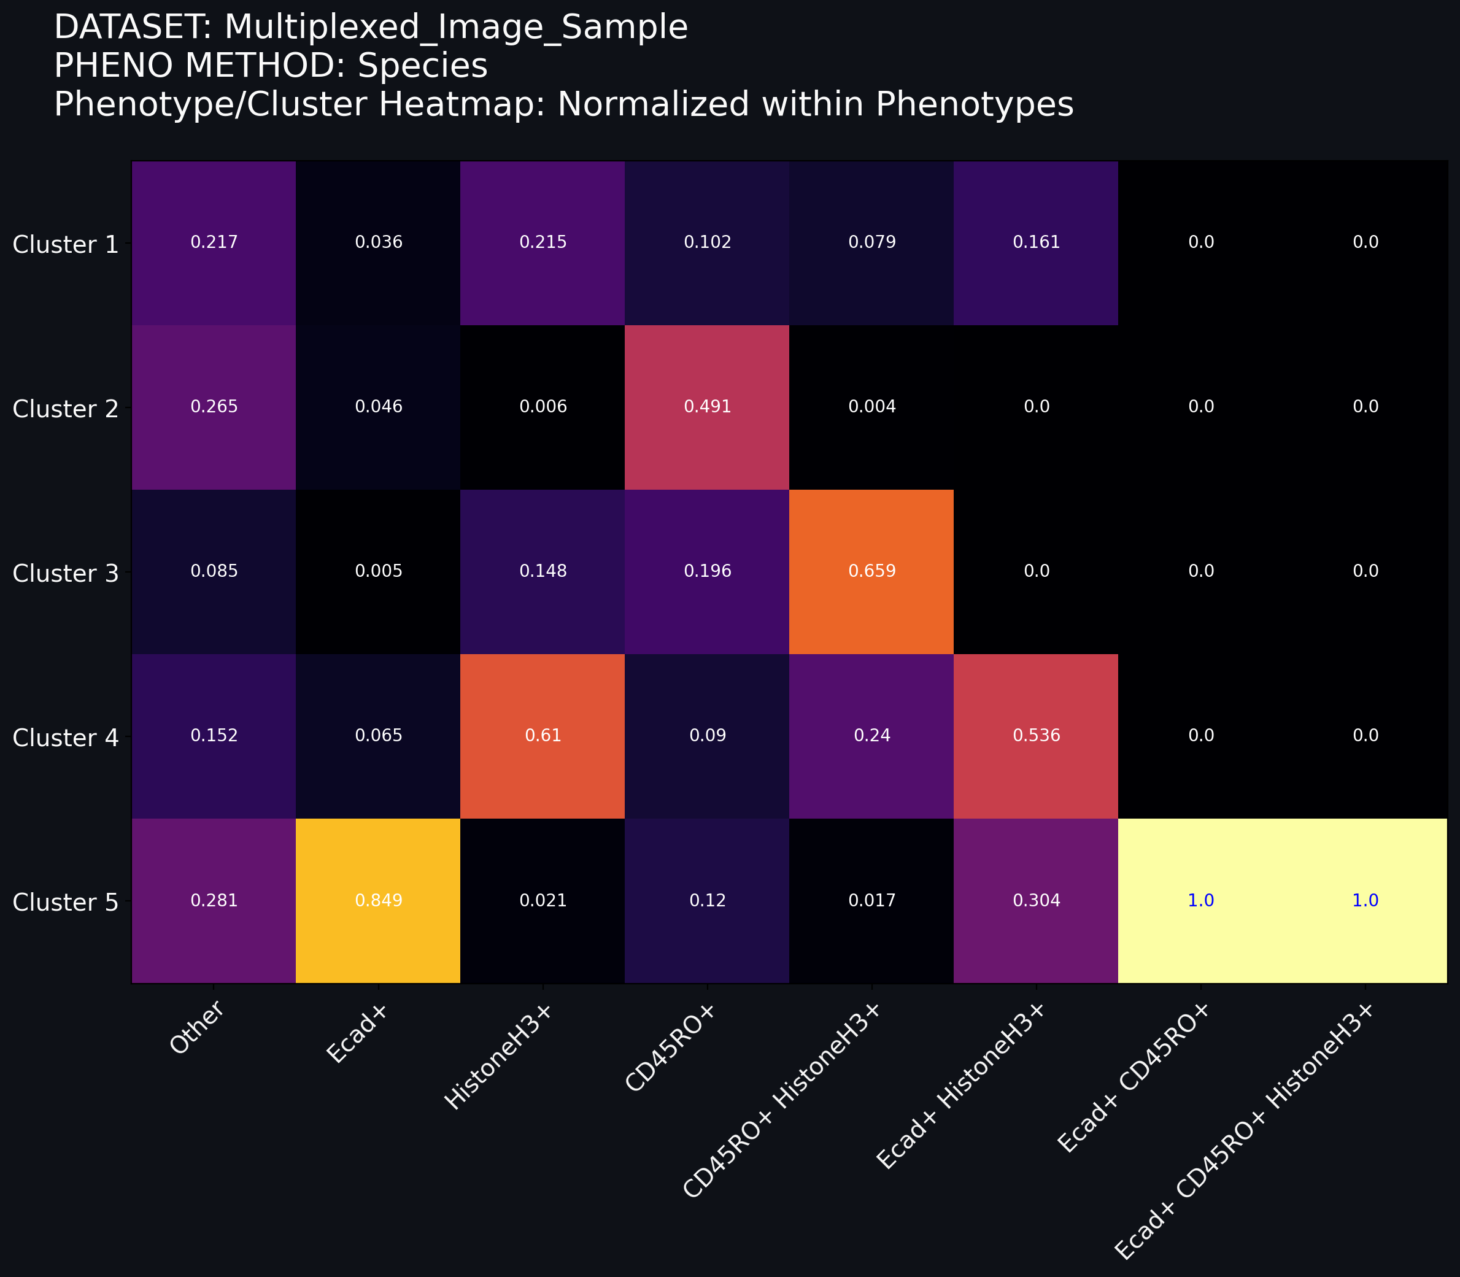 DATASET: Multiplexed_Image_Sample
PHENO METHOD: Species
Phenotype/Cluster Heatmap: Normalized within Phenotypes
Cluster 1 0.217 0.036 0.215 0.102 0.079 0.161 0.0 0.0
Cluster 2 0.265 0.046 0.006 0.491 0.004 0.0 0.0 0.0
Cluster 3 0.085 0.005 0.148 0.196 0.659 0.0 0.0 0.0
Cluster 4 0.152 0.065 0.61 0.09 0.24 0.536 0.0 0.0
Cluster 5 0.281 0.849 0.021 0.12 0.017 0.304 1.0 1.0
Other
Ecad+
HistoneH3+
CD45RO+
CD45RO+ HistoneH3+
Ecad+ HistoneH3+
Ecad+ CD45RO+
Ecad+ CD45RO+ HistoneH3+